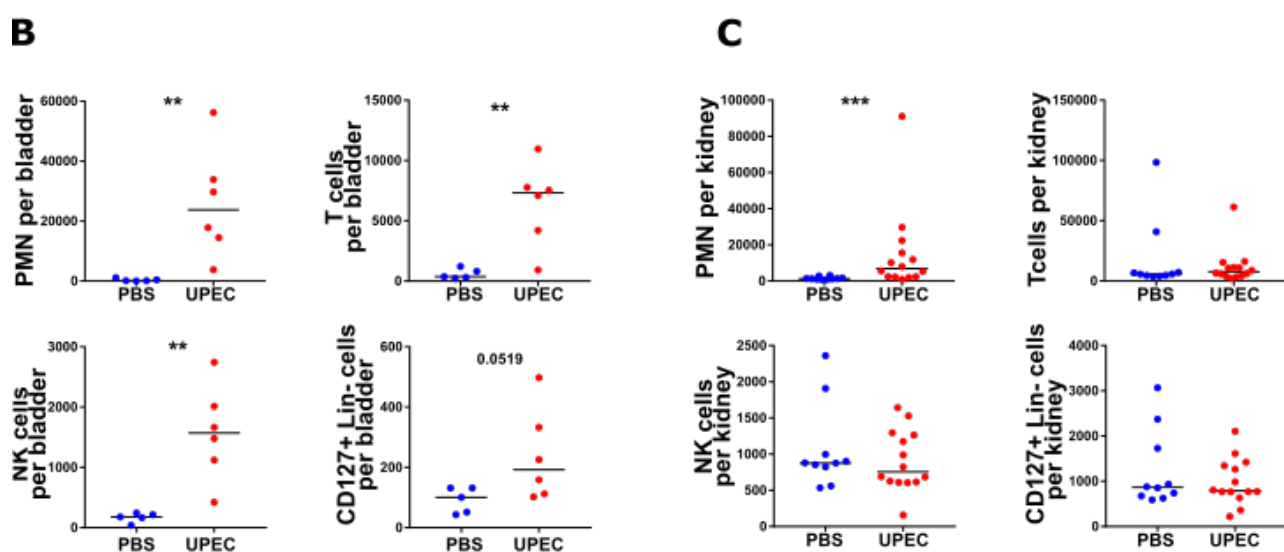 B
C
PMN per bladder
60000
40000
20000
0
**
PBS
UPEC
T cells
per bladder
15000
10000
5000
0
**
PBS
UPEC
PMN per kidney
100000
80000
60000
40000
20000
0
***
PBS
UPEC
Tcells per kidney
150000
100000
50000
0
PBS
UPEC
NK cells
per bladder
3000
2000
1000
0
**
PBS
UPEC
CD127+ Lin- cells
per bladder
600
400
200
0
0.0519
PBS
UPEC
NK cells
per kidney
2500
2000
1500
1000
500
0
PBS
UPEC
CD127+ Lin- cells
per kidney
4000
3000
2000
1000
0
PBS
UPEC